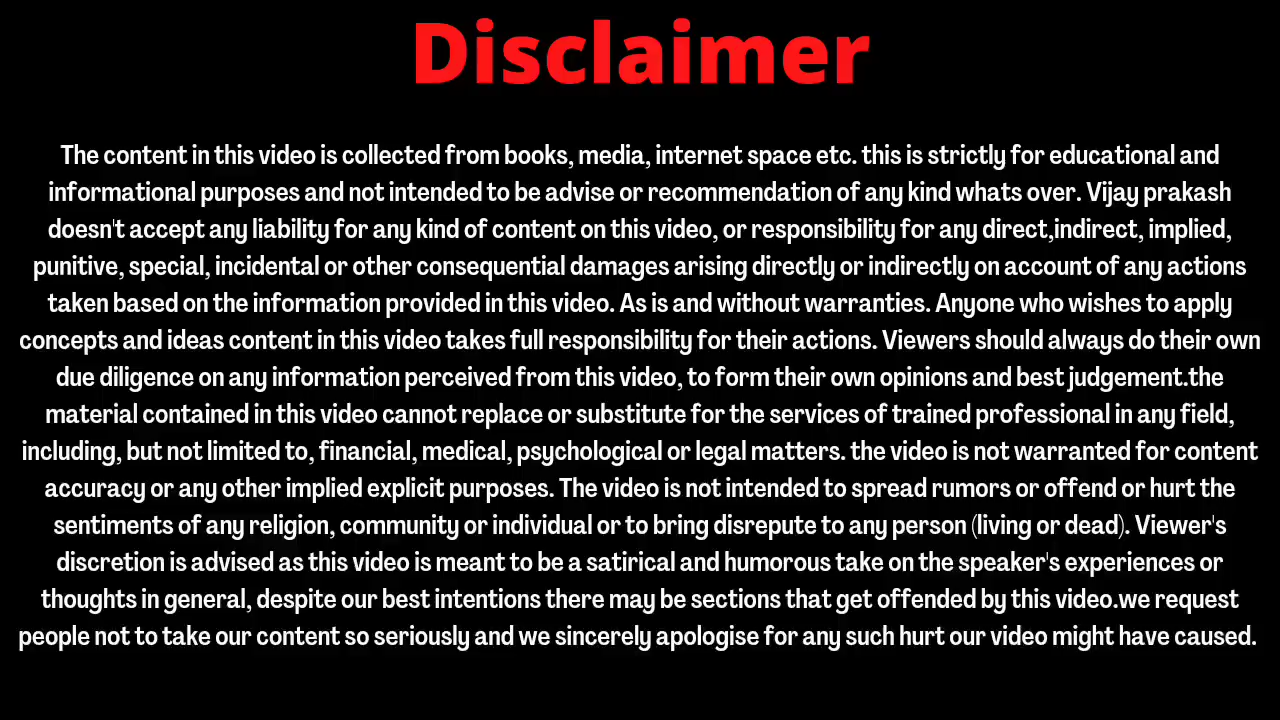 Disclaimer
The content in this video is collected from books, media, internet space etc. this is strictly for educational and
informational purposes and not intended to be advise or recommendation of any kind whats over. Vijay prakash
doesn't accept any liability for any kind of content on this video, or responsibility for any direct,indirect, implied,
punitive, special, incidental or other consequential damages arising directly or indirectly on account of any actions
taken based on the information provided in this video. As is and without warranties. Anyone who wishes to apply
concepts and ideas content in this video takes full responsibility for their actions. Viewers should always do their own
due diligence on any information perceived from this video, to form their own opinions and best judgement.the
material contained in this video cannot replace or substitute for the services of trained professional in any field,
including, but not limited to, financial, medical, psychological or legal matters. the video is not warranted for content
accuracy or any other implied explicit purposes. The video is not intended to spread rumors or offend or hurt the
sentiments of any religion, community or individual or to bring disrepute to any person (living or dead). Viewer's
discretion is advised as this video is meant to be a satirical and humorous take on the speaker's experiences or
thoughts in general, despite our best intentions there may be sections that get offended by this video.we request
people not to take our content so seriously and we sincerely apologise for any such hurt our video might have caused.